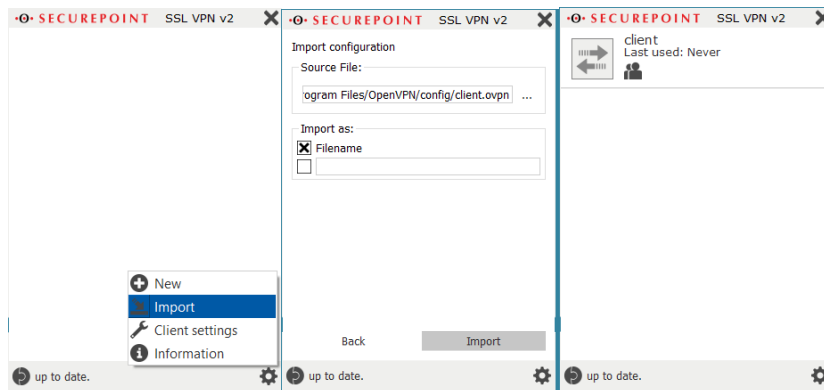 SECUREPOINT SSL VPN v2
New
Import
Client settings
Information
up to date.
SECUREPOINT SSL VPN v2
Import configuration
Source File:
rogram Files/OpenVPN/config/client.ovpn ...
Import as:
Filename
Back Import
up to date.
SECUREPOINT SSL VPN v2
client
Last used: Never
up to date.